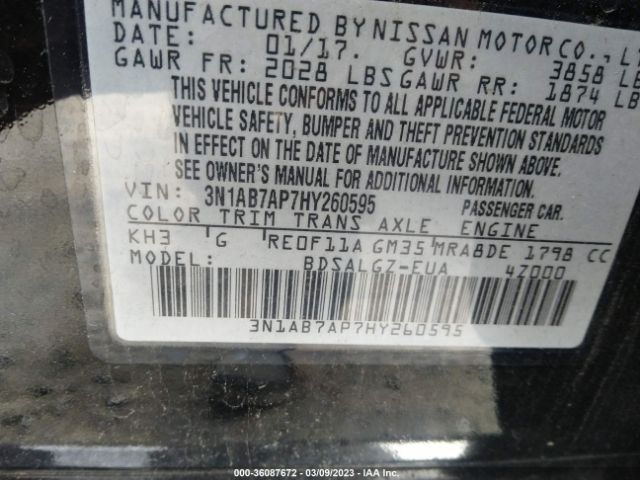 MANUFACTURED BY NISSAN MOTOR CO., LT
DATE: 01/17. GVWR: 3858 LB
GAWR FR: 2028 LBS GAWR RR: 1874 LB
THIS VEHICLE CONFORMS TO ALL APPLICABLE FEDERAL MOTOR
VEHICLE SAFETY, BUMPER AND THEFT PREVENTION STANDARDS
IN EFFECT ON THE DATE OF MANUFACTURE SHOWN ABOVE.
SEE OWNER'S MANUAL FOR ADDITIONAL INFORMATION.
VIN: 3N1AB7AP7HY260595 PASSENGER CAR.
COLOR TRIM TRANS AXLE ENGINE
KH3 G RE0F11A GM35 MRA8DE 1798 CC
BDSALGZ-EUA 4Z000
3N1AB7AP7HY260595
000-36087672 | 03/09/2023 | IAA Inc.